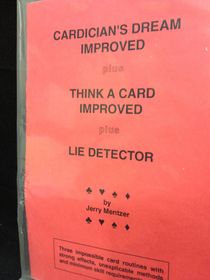 CARDICIAN'S DREAM
IMPROVED
plus
THINK A CARD
IMPROVED
plus
LIE DETECTOR
♠ ♥ ♠ ♦
by
Jerry Mentzer
♠ ♥ ♠ ♦
Three impossible card routines with
strong effects, unexplicable methods
and minimum skill requirements